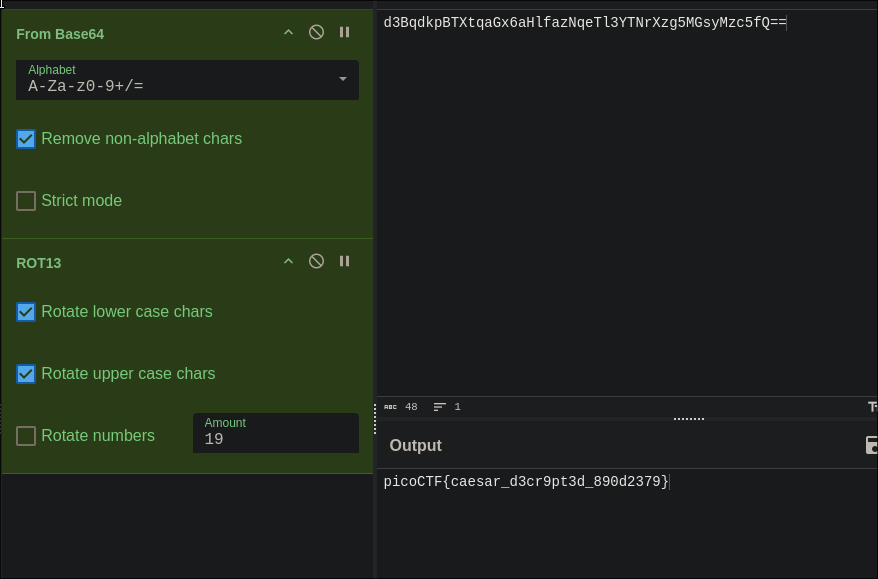 From Base64
Alphabet
A-Za-z0-9+/=
Remove non-alphabet chars
Strict mode
ROT13
Rotate lower case chars
Rotate upper case chars
Rotate numbers
Amount
19
d3BqdkpBTXtqaGx6aHlfazNqeTl3YTNrXzg5MGsyMzc5fQ==
ABC 48
1
Output
picoCTF{caesar_d3cr9pt3d_890d2379}